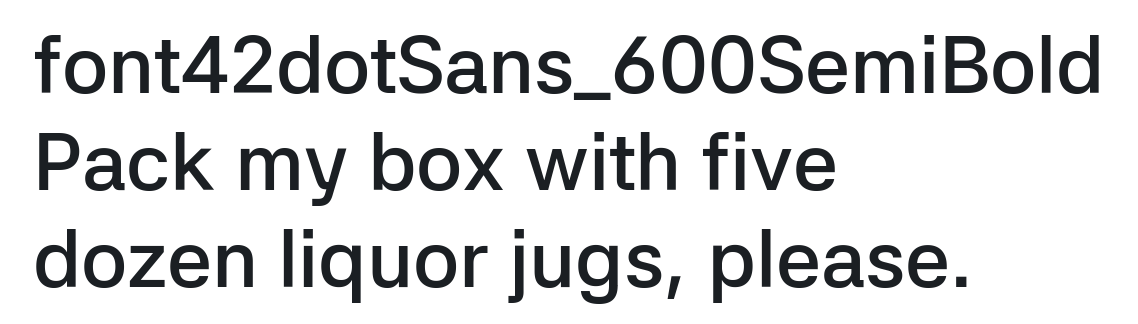 font42dotSans_600SemiBold
Pack my box with five
dozen liquor jugs, please.